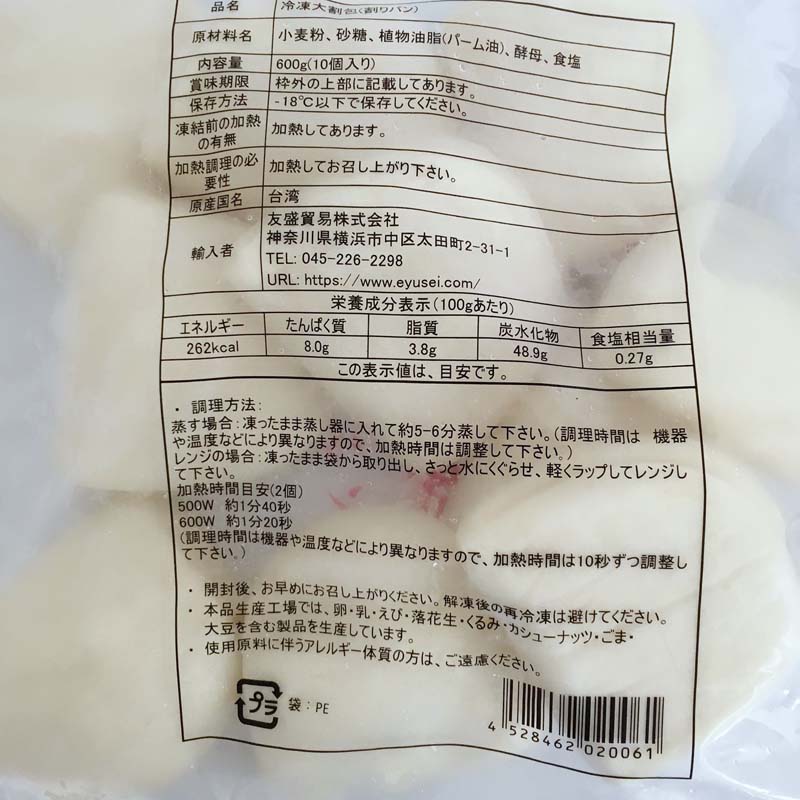 品名 冷凍大割包(割りパン)
原材料名 小麦粉、砂糖、植物油脂(パーム油)、酵母、食塩
内容量 600g(10個入り)
賞味期限 枠外の上部に記載してあります。
保存方法 -18℃以下で保存してください。
凍結前の加熱の有無 加熱してあります。
加熱調理の必要性 加熱してお召し上がり下さい。
原産国名 台湾
輸入者 友盛貿易株式会社
神奈川県横浜市中区太田町2-31-1
TEL: 045-226-2298
URL: https://www.eyusei.com/
栄養成分表示(100gあたり)
エネルギー たんぱく質 脂質 炭水化物 食塩相当量
262kcal 8.0g 3.8g 48.9g 0.27g
この表示値は、目安です。
・ 調理方法:
蒸す場合:凍ったまま蒸し器に入れて約5-6分蒸して下さい。(調理時間は 機器
や温度などにより異なりますので、加熱時間は調整して下さい。)
レンジの場合:凍ったまま袋から取り出し、さっと水にくぐらせ、軽くラップしてレンジし
て下さい。
加熱時間目安(2個)
500W 約1分40秒
600W 約1分20秒
(調理時間は機器や温度などにより異なりますので、加熱時間は10秒ずつ調整し
て下さい。)
・ 開封後、お早めにお召し上がりください。解凍後の再冷凍は避けてください。
・ 本品生産工場では、卵・乳・えび・落花生・くるみ・カシューナッツ・ごま・
大豆を含む製品を生産しています。
・ 使用原料に伴うアレルギー体質の方は、ご遠慮ください。
プラ 袋:PE
4 528462 020061